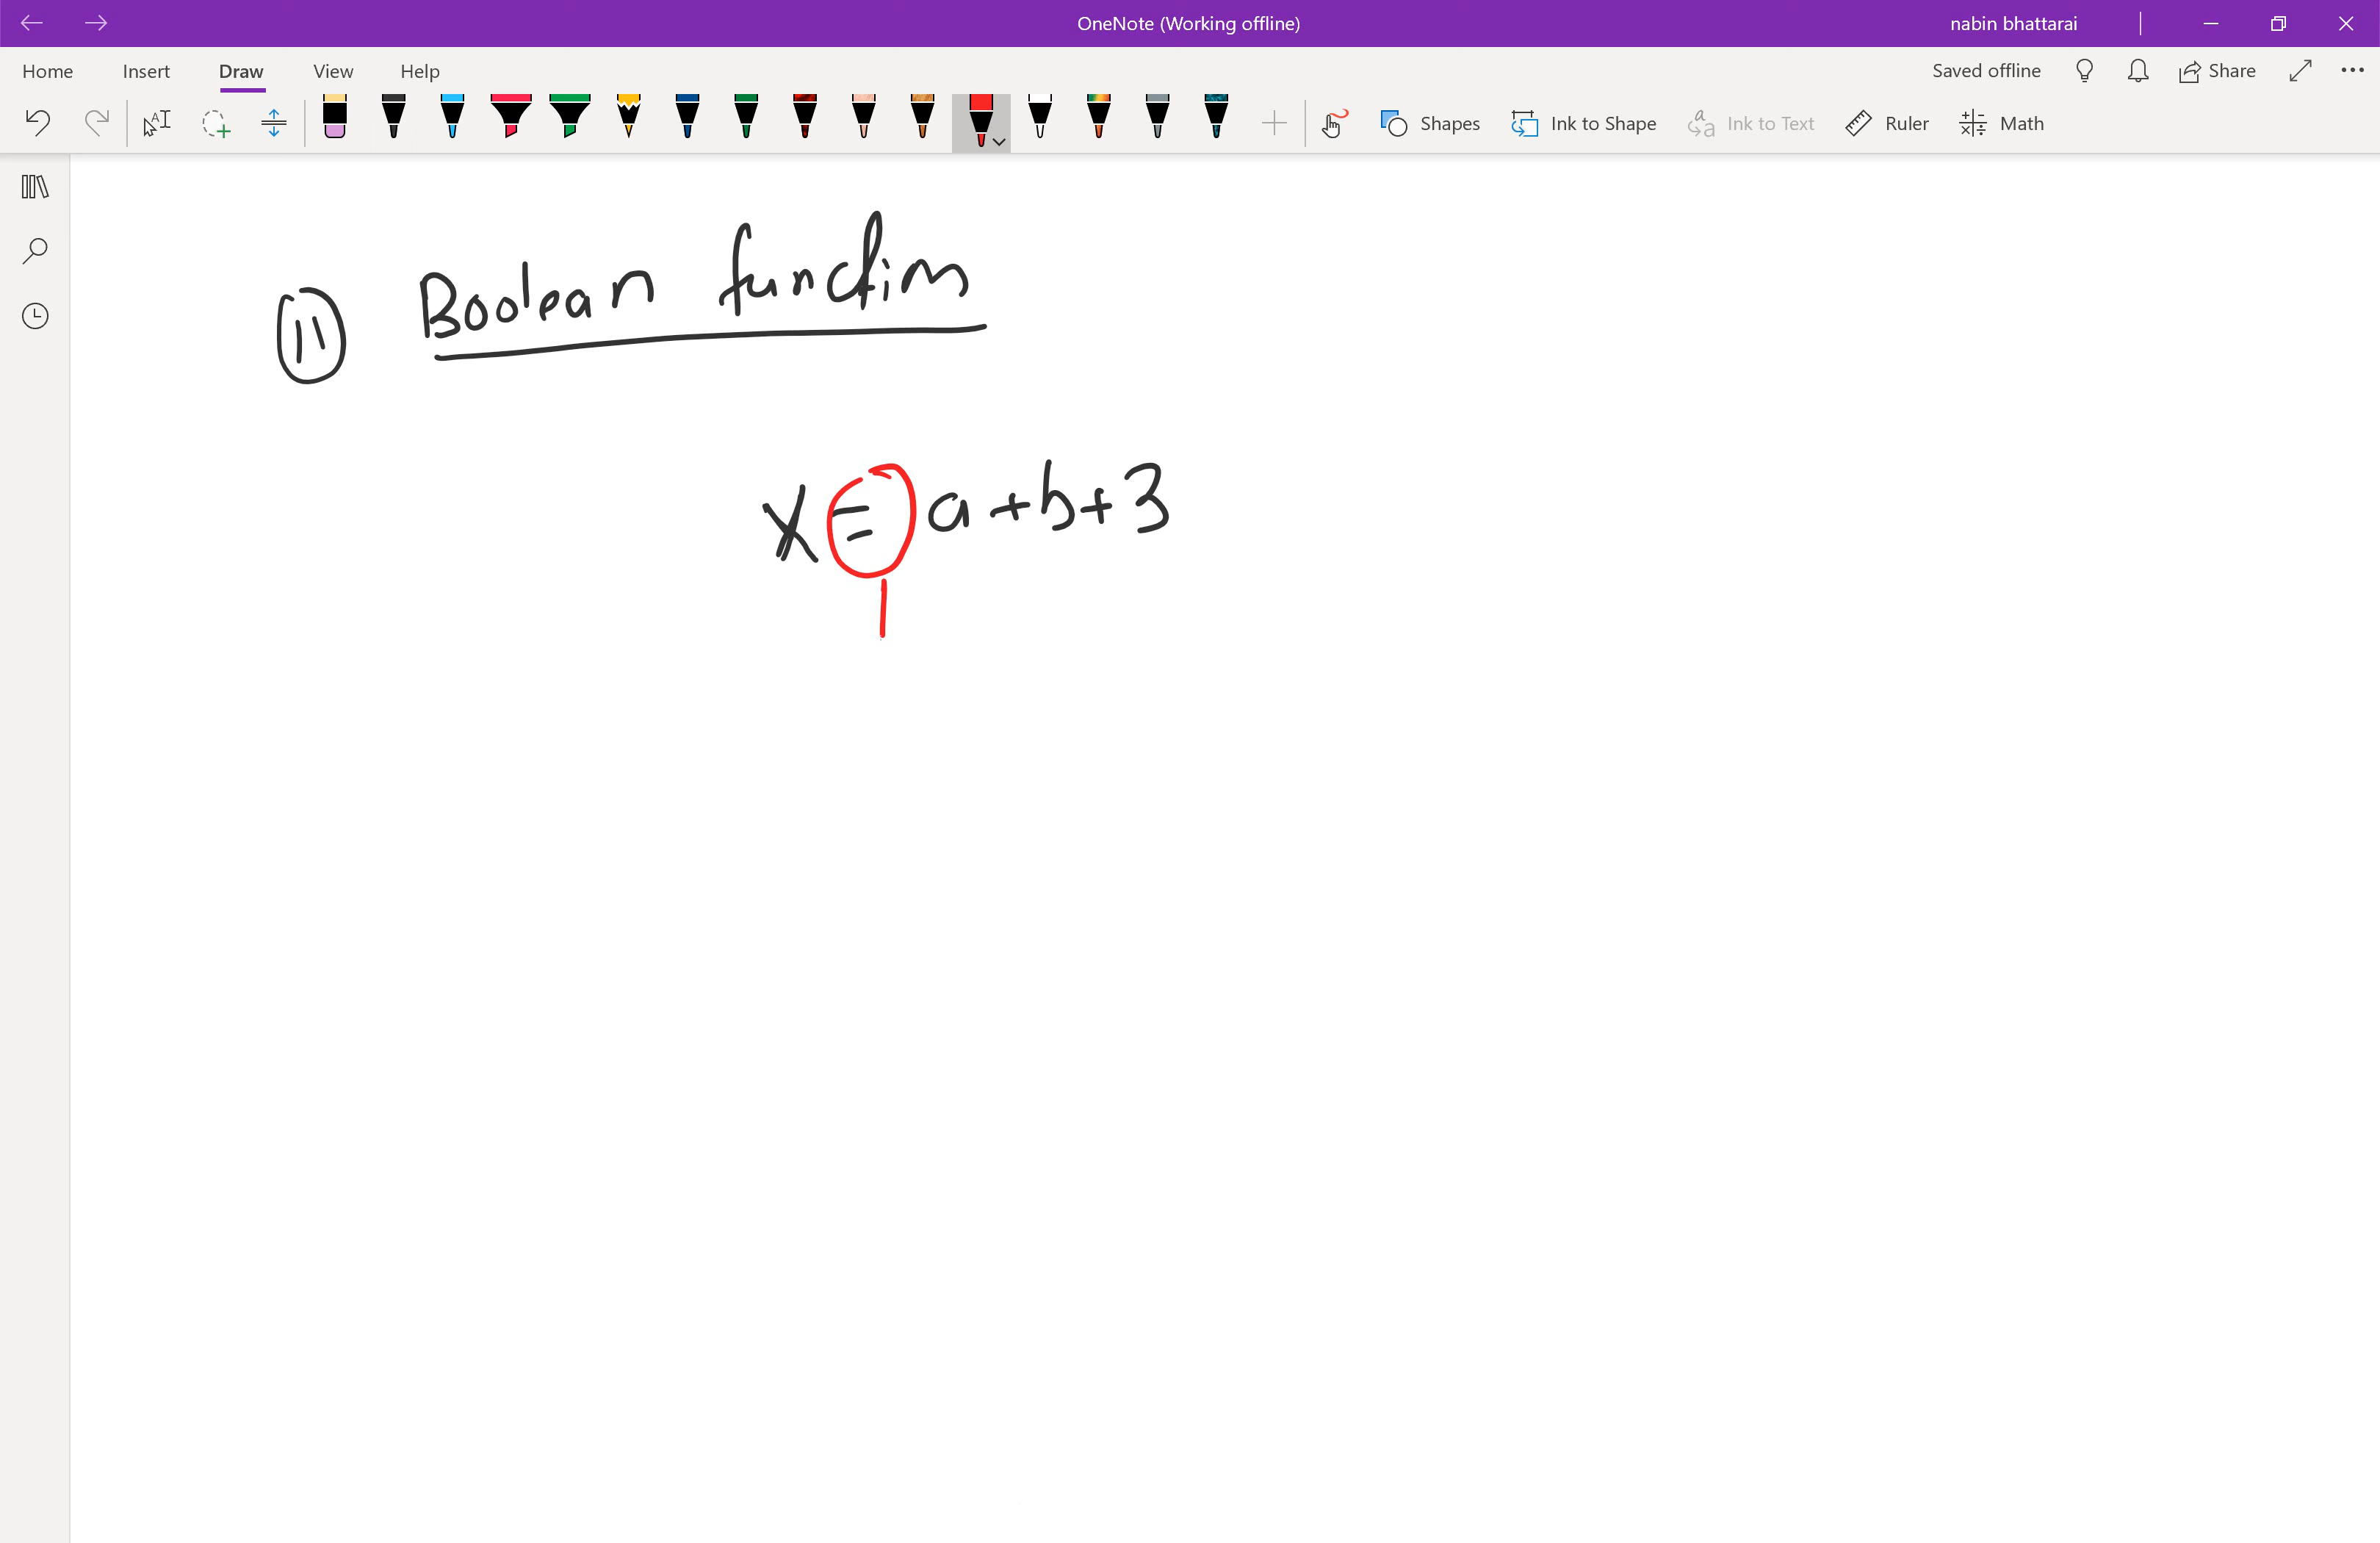 OneNote (Working offline)
nabin bhattarai
Home Insert Draw View Help
Saved offline Share
Shapes Ink to Shape Ink to Text Ruler Math
11 Boolean function
X = a + b + 3